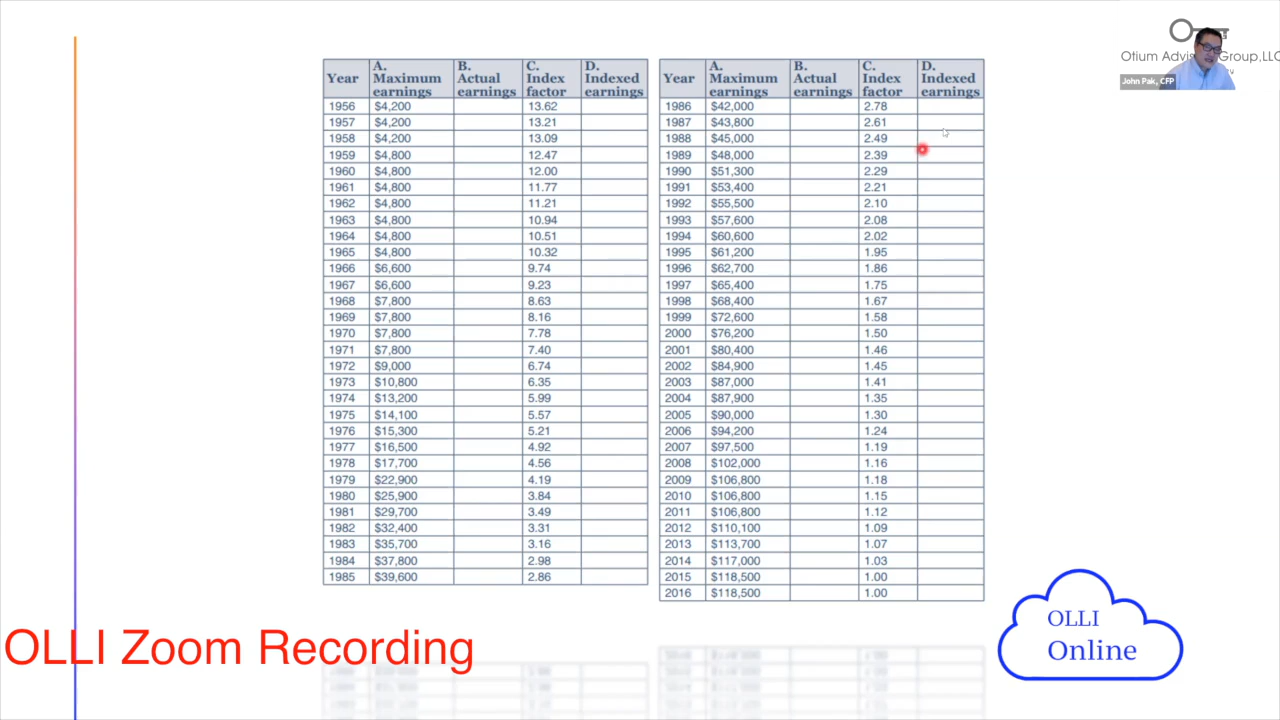 Otium Advis Group,LLC
John Pak, CFP
Year A. Maximum earnings B. Actual earnings C. Index factor D. Indexed earnings
1956 $4,200 13.62
1957 $4,200 13.21
1958 $4,200 13.09
1959 $4,800 12.47
1960 $4,800 12.00
1961 $4,800 11.77
1962 $4,800 11.21
1963 $4,800 10.94
1964 $4,800 10.51
1965 $4,800 10.32
1966 $6,600 9.74
1967 $6,600 9.23
1968 $7,800 8.63
1969 $7,800 8.16
1970 $7,800 7.78
1971 $7,800 7.40
1972 $9,000 6.74
1973 $10,800 6.35
1974 $13,200 5.99
1975 $14,100 5.57
1976 $15,300 5.21
1977 $16,500 4.92
1978 $17,700 4.56
1979 $22,900 4.19
1980 $25,900 3.84
1981 $29,700 3.49
1982 $32,400 3.31
1983 $35,700 3.16
1984 $37,800 2.98
1985 $39,600 2.86
Year A. Maximum earnings B. Actual earnings C. Index factor D. Indexed earnings
1986 $42,000 2.78
1987 $43,800 2.61
1988 $45,000 2.49
1989 $48,000 2.39
1990 $51,300 2.29
1991 $53,400 2.21
1992 $55,500 2.10
1993 $57,600 2.08
1994 $60,600 2.02
1995 $61,200 1.95
1996 $62,700 1.86
1997 $65,400 1.75
1998 $68,400 1.67
1999 $72,600 1.58
2000 $76,200 1.50
2001 $80,400 1.46
2002 $84,900 1.45
2003 $87,000 1.41
2004 $87,900 1.35
2005 $90,000 1.30
2006 $94,200 1.24
2007 $97,500 1.19
2008 $102,000 1.16
2009 $106,800 1.18
2010 $106,800 1.15
2011 $106,800 1.12
2012 $110,100 1.09
2013 $113,700 1.07
2014 $117,000 1.03
2015 $118,500 1.00
2016 $118,500 1.00
OLLI Zoom Recording
OLLI
Online